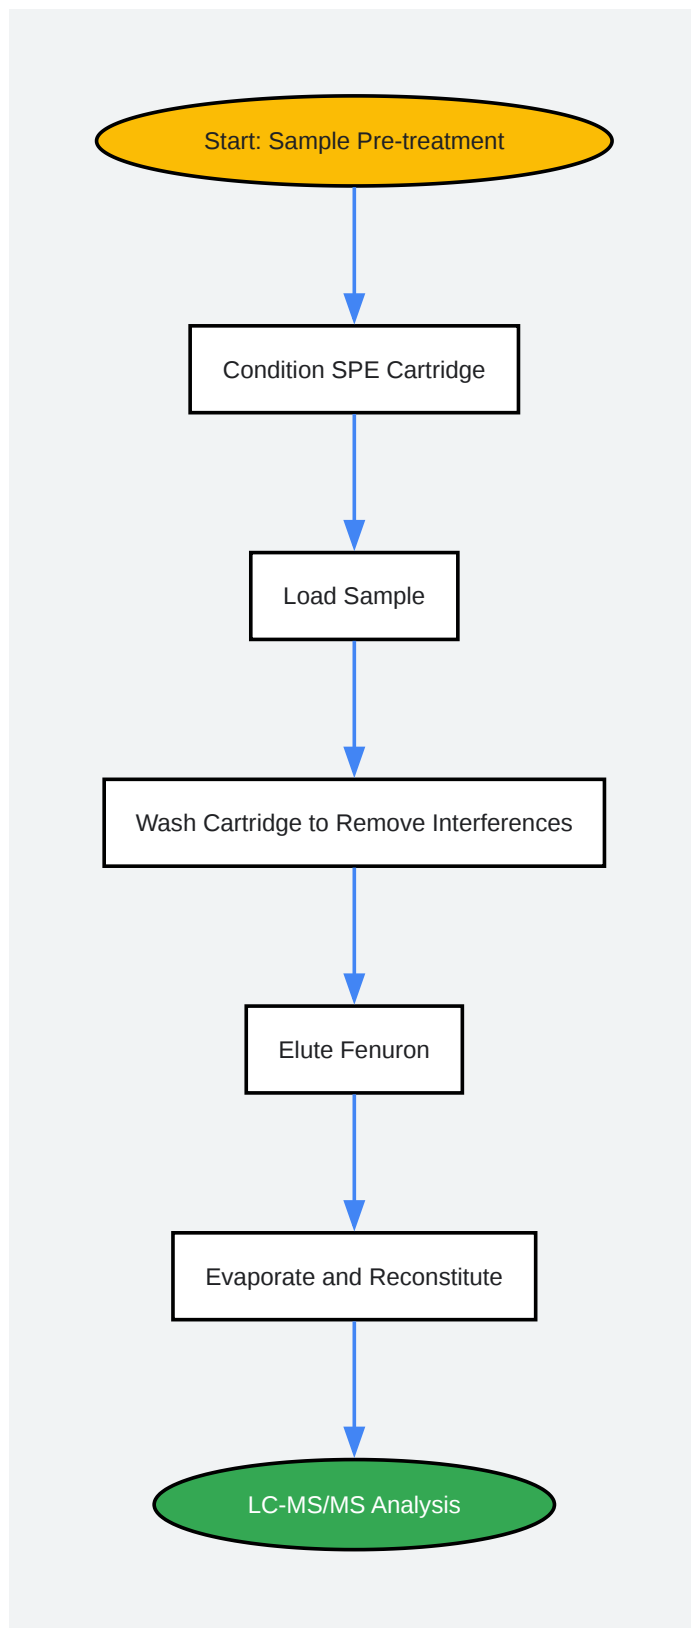 Start: Sample Pre-treatment
Condition SPE Cartridge
Load Sample
Wash Cartridge to Remove Interferences
Elute Fenuron
Evaporate and Reconstitute
LC-MS/MS Analysis